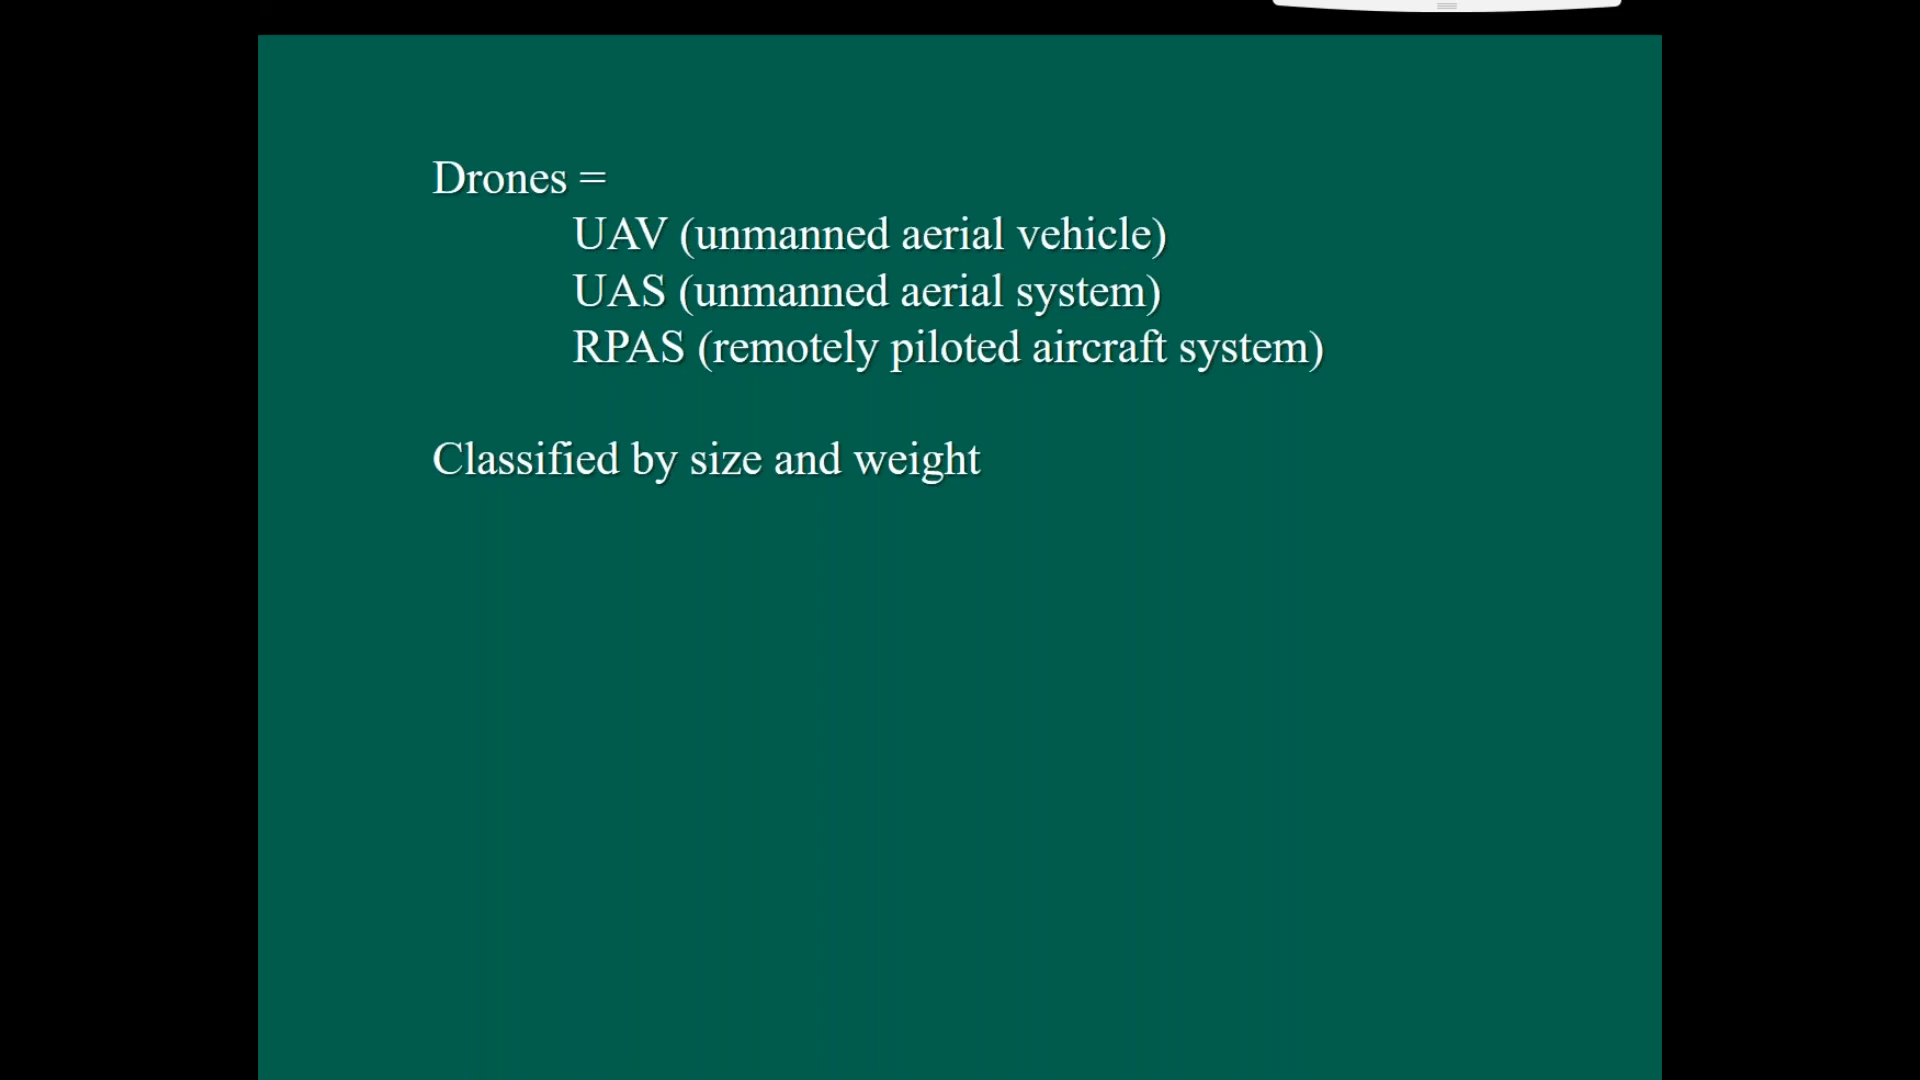 Drones =
UAV (unmanned aerial vehicle)
UAS (unmanned aerial system)
RPAS (remotely piloted aircraft system)
Classified by size and weight